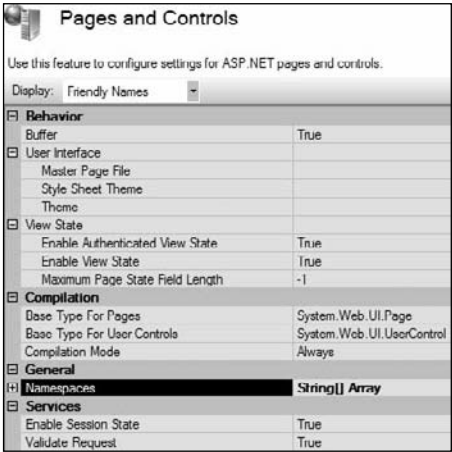 Pages and Controls
Use this feature to configure settings for ASP.NET pages and controls.
Display: Friendly Names
Behavior
Buffer True
User Interface
Master Page File
Style Sheet Theme
Theme
View State
Enable Authenticated View State True
Enable View State True
Maximum Page State Field Length -1
Compilation
Base Type For Pages System.Web.UI.Page
Base Type For User Controls System.Web.UI.UserControl
Compilation Mode Always
General
Namespaces String[] Array
Services
Enable Session State True
Validate Request True